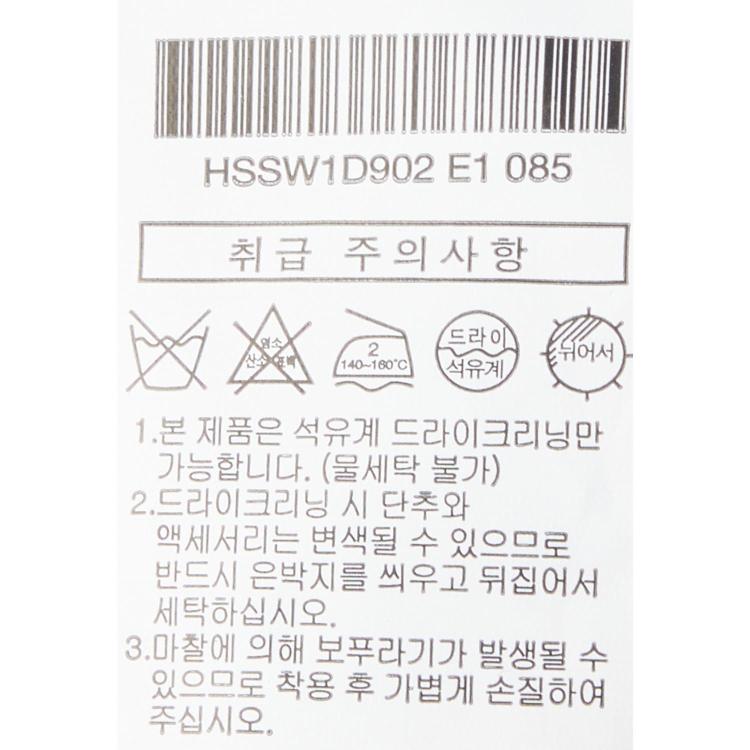 HSSW1D902 E1 085
취급 주의사항
염소
산소 표백
2
140~160°C
드라이
석유계
뉘어서
1.본 제품은 석유계 드라이크리닝만
가능합니다. (물세탁 불가)
2.드라이크리닝 시 단추와
액세서리는 변색될 수 있으므로
반드시 은박지를 씌우고 뒤집어서
세탁하십시오.
3.마찰에 의해 보푸라기가 발생될 수
있으므로 착용 후 가볍게 손질하여
주십시오.